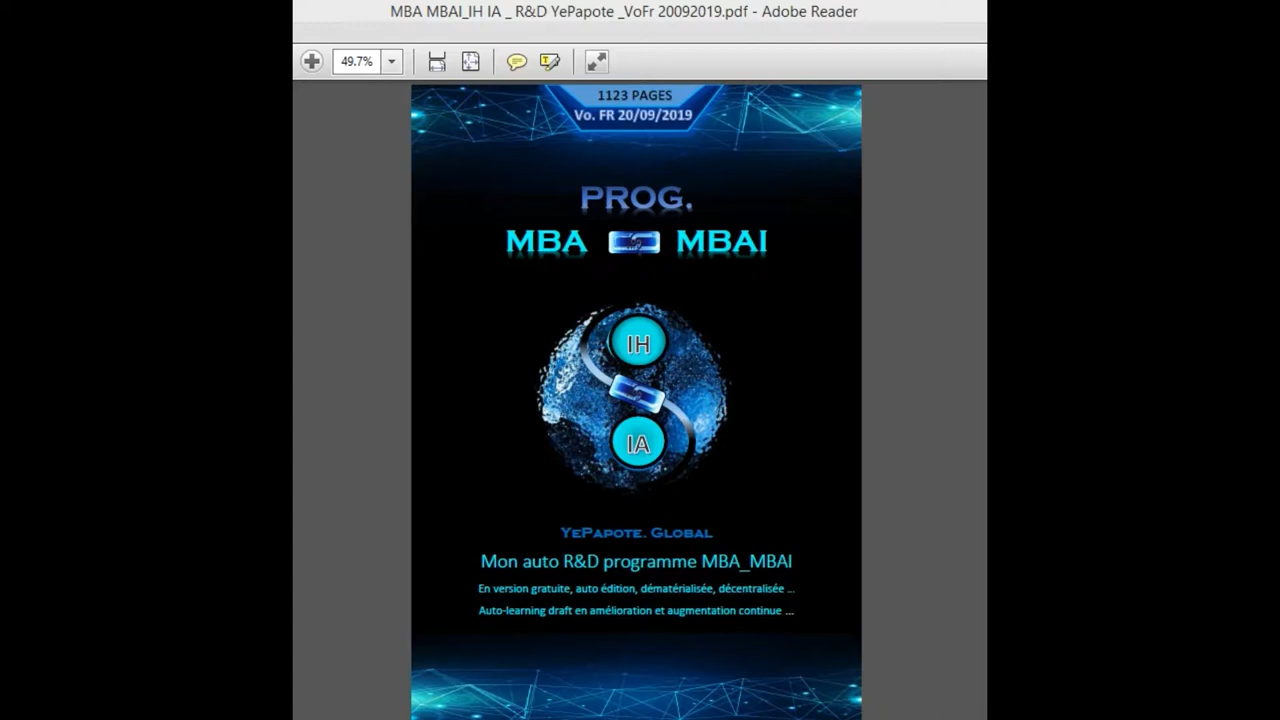 MBA MBAI_IH IA _ R&D YePapote _VoFr 20092019.pdf - Adobe Reader
49.7%
1123 PAGES
Vo. FR 20/09/2019
PROG.
MBA MBAI
IH
IA
YePapote. Global
Mon auto R&D programme MBA_MBAI
En version gratuite, auto édition, dématérialisée, décentralisée ...
Auto-learning draft en amélioration et augmentation continue ...